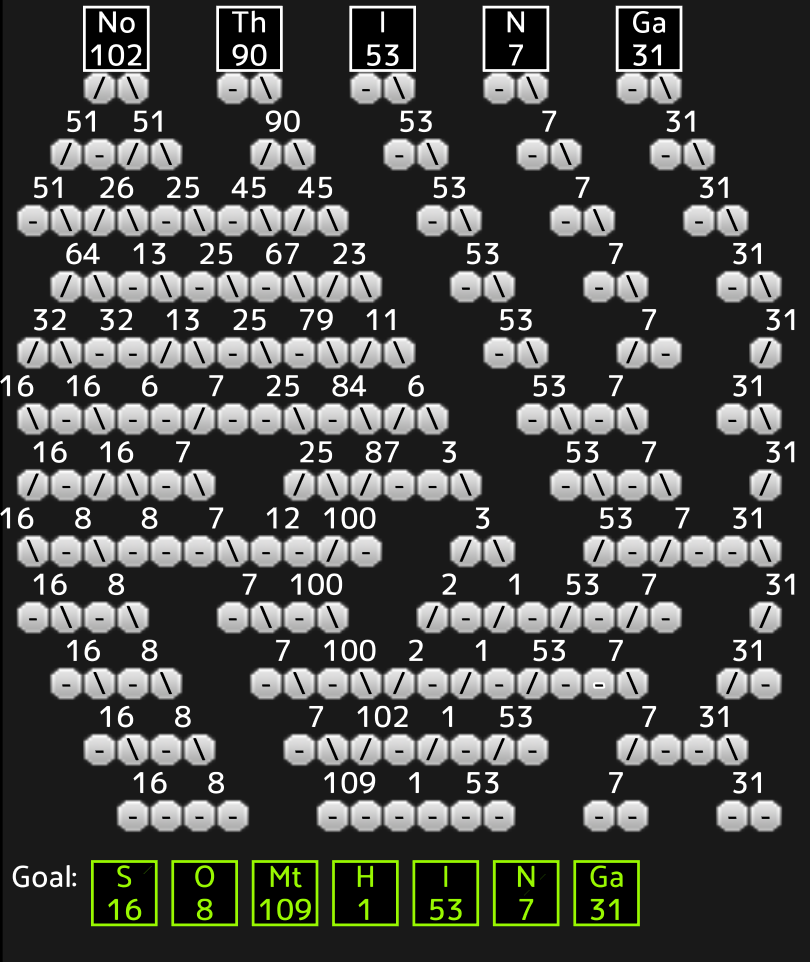 No Th I N Ga
102 90 53 7 31
/ \ - \ - \ - \ - \
51 51 90 53 7 31
/ - / \ / \ - \ - \ - \
51 26 25 45 45 53 7 31
- \ / \ - \ - \ / \ - \ - \ - \
64 13 25 67 23 53 7 31
/ \ - \ - \ - \ / \ - \ - \ - \
32 32 13 25 79 11 53 7 31
/ \ - - / \ - \ - \ / \ - \ / - /
16 16 6 7 25 84 6 53 7 31
\ - \ - - / - - \ - \ / \ - \ - \ - \
16 16 7 25 87 3 53 7 31
/ - / \ - \ / \ / - - \ - \ - \ /
16 8 8 7 12 100 3 53 7 31
\ - \ - - - \ - - / - / \ / - / - - \
16 8 7 100 2 1 53 7 31
- \ - \ - \ - \ / - / - / - / - /
16 8 7 100 2 1 53 7 31
- \ - \ - \ - \ / - / - / - - \ / -
16 8 7 102 1 53 7 31
- \ - \ - \ / - / - / - / - - \
16 8 109 1 53 7 31
- - - - - - - - - - - - - -
Goal: S O Mt H I N Ga
16 8 109 1 53 7 31